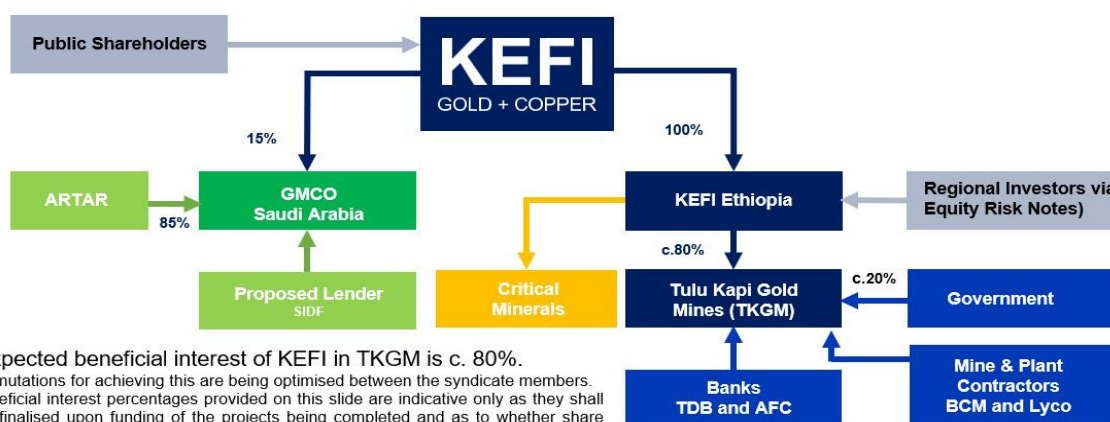 Public Shareholders
KEFI
GOLD + COPPER
15%
100%
ARTAR
85%
GMCO
Saudi Arabia
KEFI Ethiopia
Regional Investors via
Equity Risk Notes)
c.80%
Proposed Lender
SIDF
Critical
Minerals
Tulu Kapi Gold
Mines (TKGM)
c.20%
Government
Banks
TDB and AFC
Mine & Plant
Contractors
BCM and Lyco
xpected beneficial interest of KEFI in TKGM is c. 80%.
mutations for achieving this are being optimised between the syndicate members.
eficial interest percentages provided on this slide are indicative only as they shall
finalised upon funding of the projects being completed and as to whether share